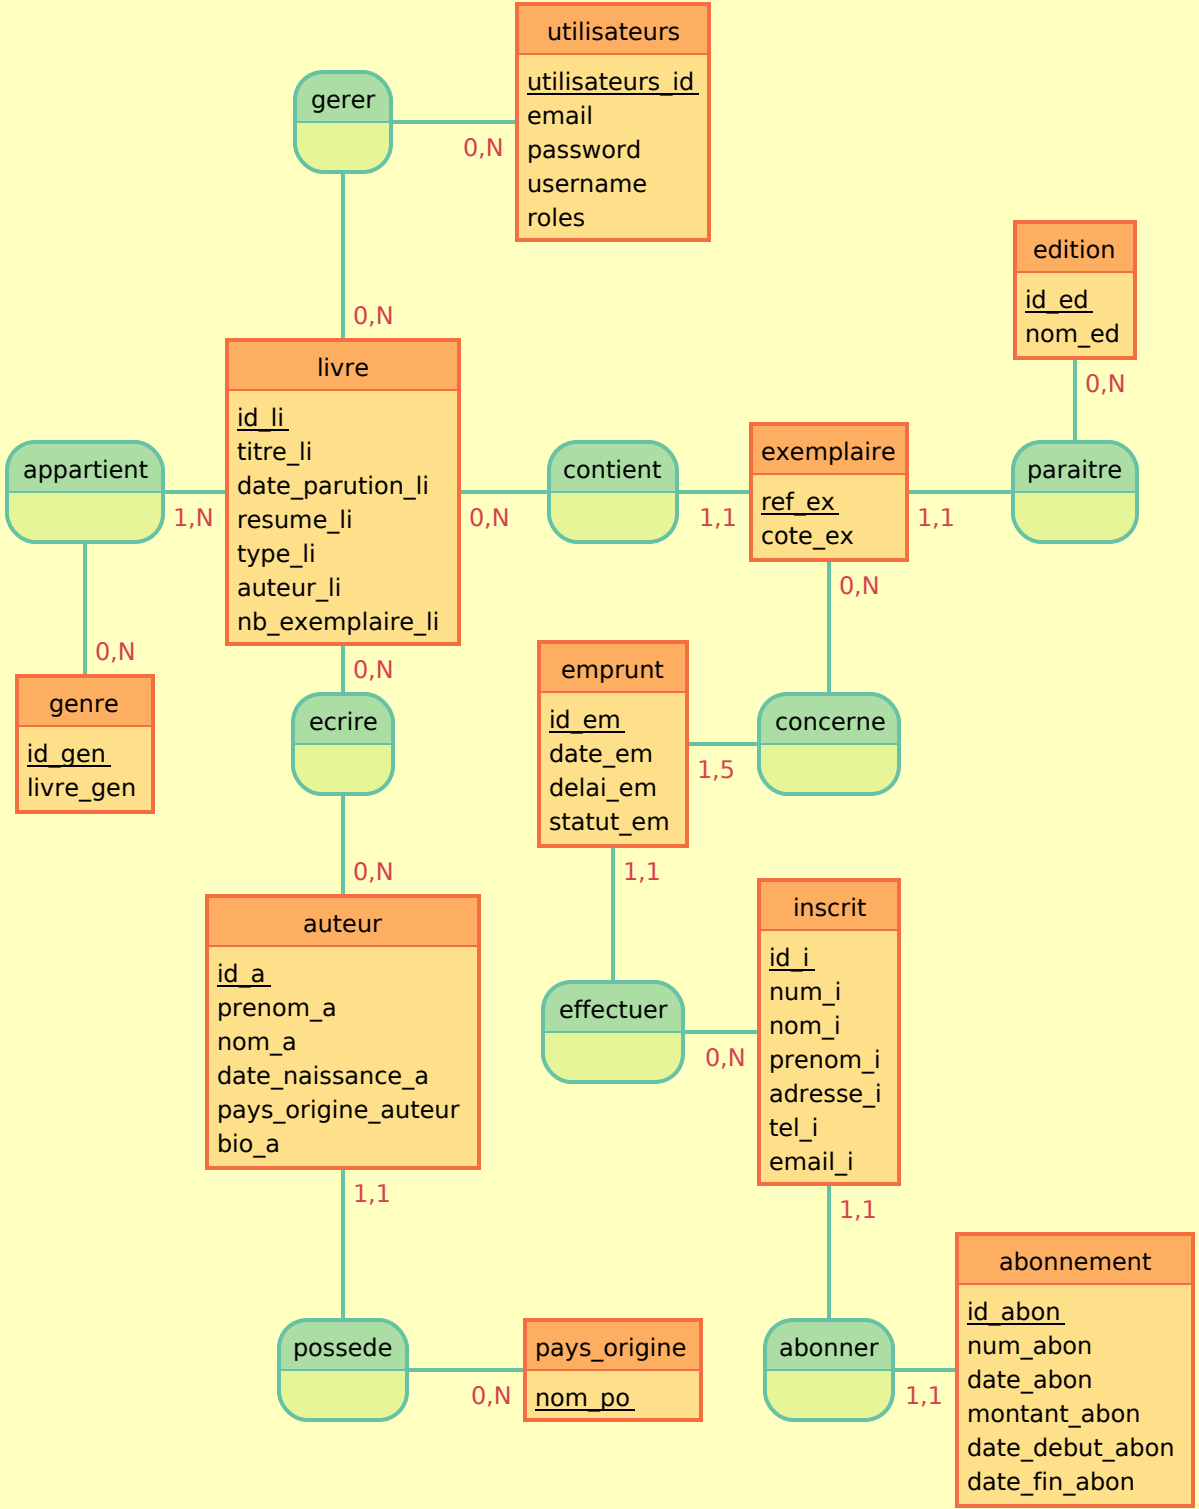 utilisateurs
utilisateurs_id
email
password
username
roles
gerer
0,N
0,N
edition
id_ed
nom_ed
0,N
livre
id_li
titre_li
date_parution_li
resume_li
type_li
auteur_li
nb_exemplaire_li
appartient
1,N
0,N
contient
0,N
1,1
exemplaire
ref_ex
cote_ex
1,1
paraitre
0,N
genre
id_gen
livre_gen
0,N
ecrire
0,N
emprunt
id_em
date_em
delai_em
statut_em
concerne
1,5
1,1
auteur
id_a
prenom_a
nom_a
date_naissance_a
pays_origine_auteur
bio_a
1,1
effectuer
0,N
inscrit
id_i
num_i
nom_i
prenom_i
adresse_i
tel_i
email_i
1,1
possede
0,N
pays_origine
nom_po
abonner
1,1
abonnement
id_abon
num_abon
date_abon
montant_abon
date_debut_abon
date_fin_abon